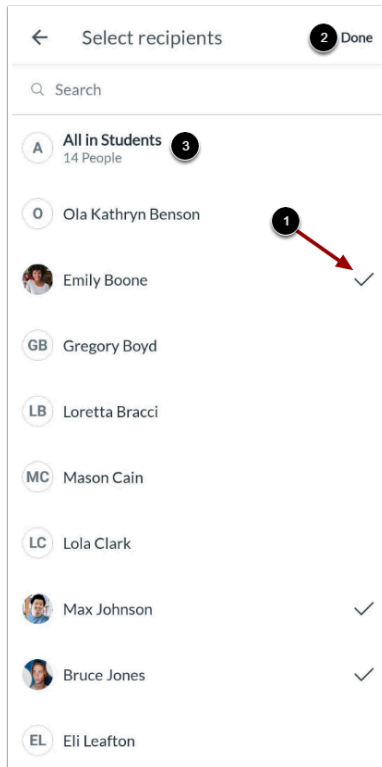 Select recipients
2
Done
Search
A
All in Students
3
14 People
O
Ola Kathryn Benson
1
Emily Boone
GB
Gregory Boyd
LB
Loretta Bracci
MC
Mason Cain
LC
Lola Clark
Max Johnson
Bruce Jones
EL
Eli Leafton